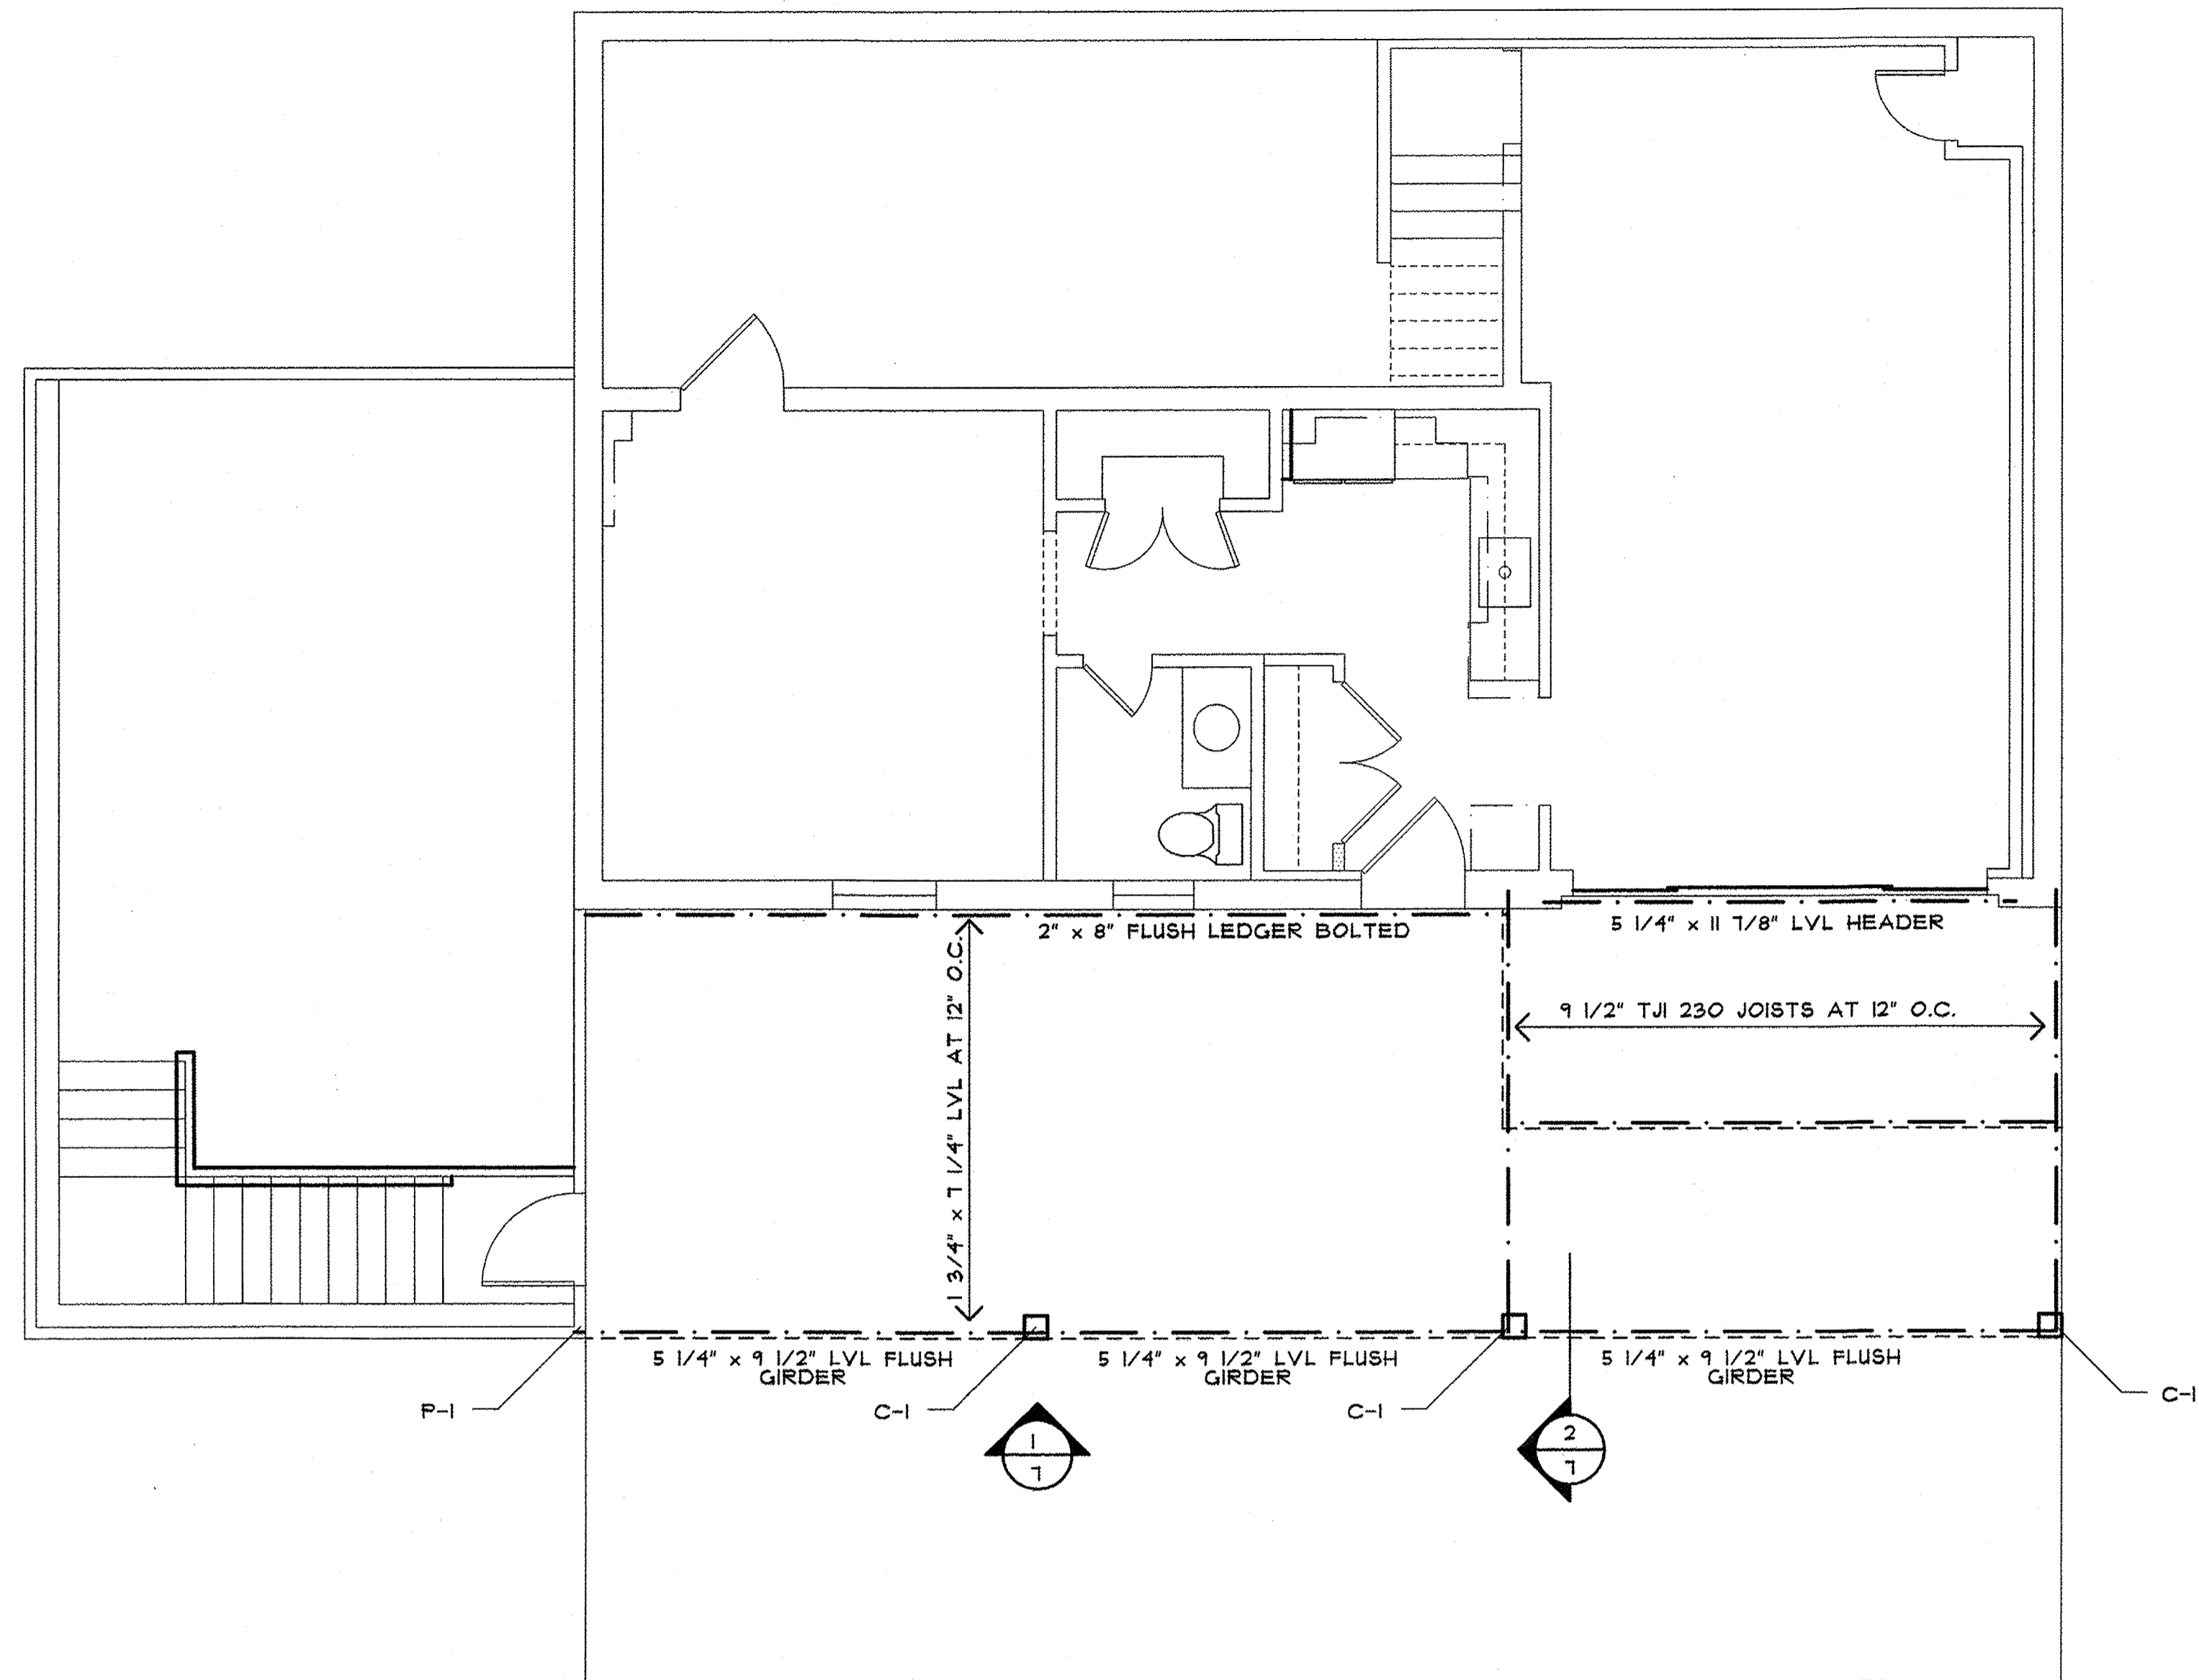 2" x 8" FLUSH LEDGER BOLTED
5 1/4" x 11 7/8" LVL HEADER
1 3/4" x 7 1/4" LVL AT 12" O.C.
9 1/2" TJI 230 JOISTS AT 12" O.C.
5 1/4" x 9 1/2" LVL FLUSH
GIRDER
5 1/4" x 9 1/2" LVL FLUSH
GIRDER
5 1/4" x 9 1/2" LVL FLUSH
GIRDER
P-1
C-1
C-1
C-1
1
7
2
7